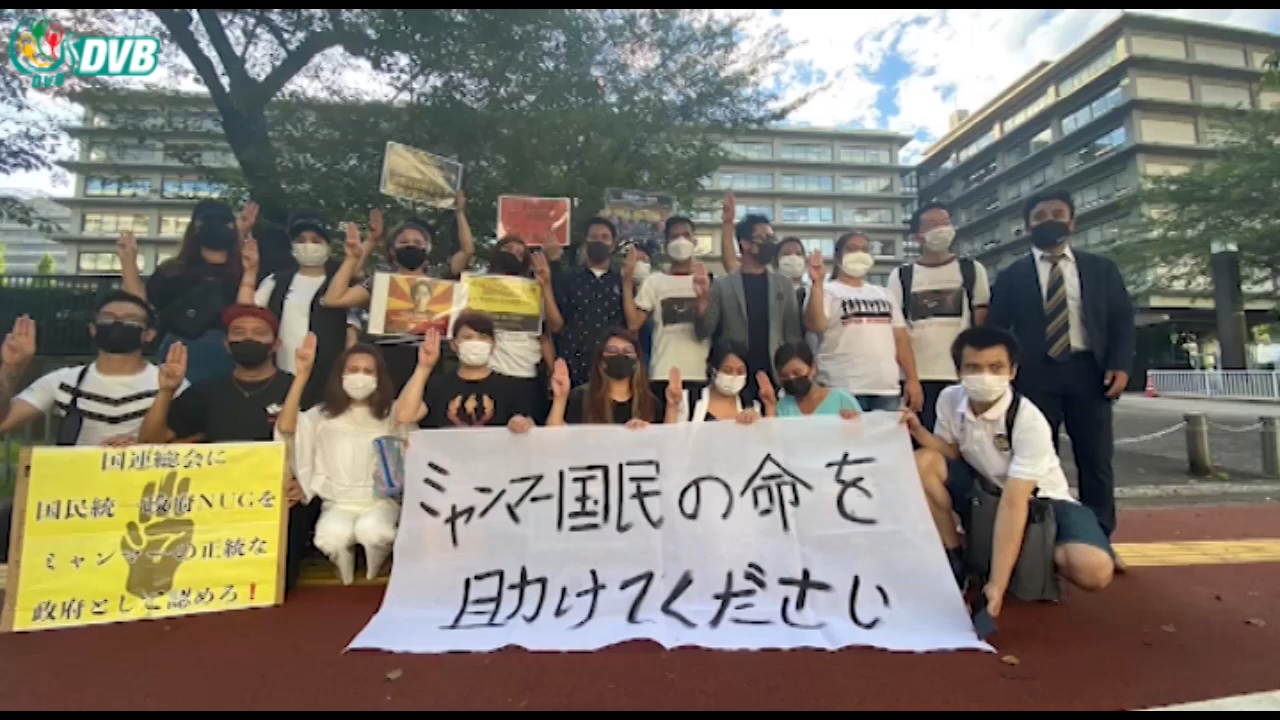 DVB
DVB
国連総会に
国民統一政府NUGを
ミャンマーの正統な
政府として認めろ！
ミャンマー国民の命を
助けてください